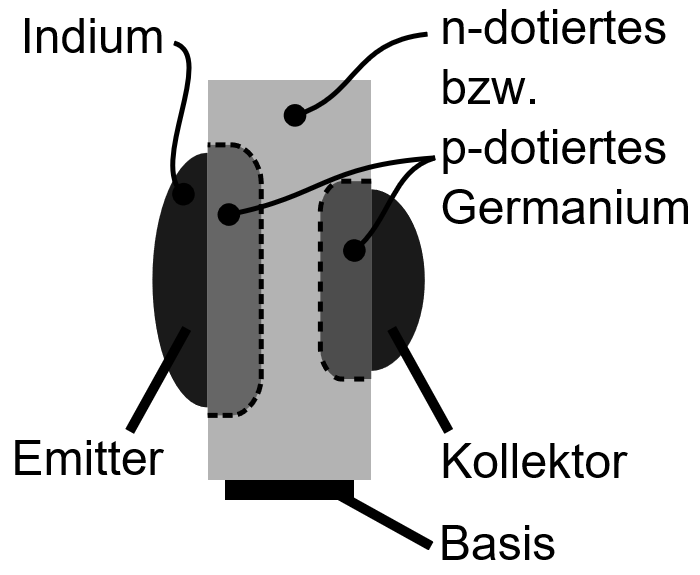 Indium
n-dotiertes
bzw.
p-dotiertes
Germanium
Emitter
Kollektor
Basis